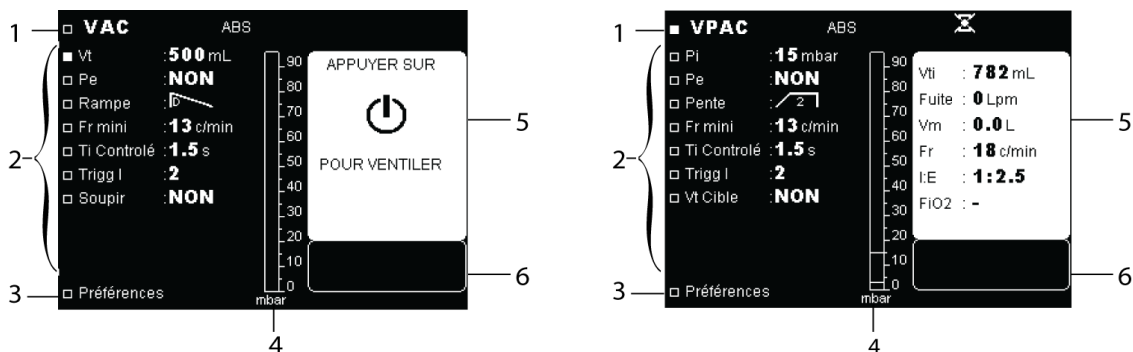 VAC ABS
Vt :500 mL
Pe :NON
Rampe : D
Fr mini :13 c/min
Ti Controlé :1.5 s
Trigg I :2
Soupir :NON
Préférences
90
80
70
60
50
40
30
20
10
0
mbar
APPUYER SUR
POUR VENTILER
1
2
3
4
5
6
VPAC ABS
Pi :15 mbar
Pe :NON
Pente : 2
Fr mini :13 c/min
Ti Controlé :1.5 s
Trigg I :2
Vt Cible :NON
Préférences
90
80
70
60
50
40
30
20
10
0
mbar
Vti : 782 mL
Fuite : 0 Lpm
Vm : 0.0 L
Fr : 18 c/min
I:E : 1:2.5
FiO2 : -
1
2
3
4
5
6